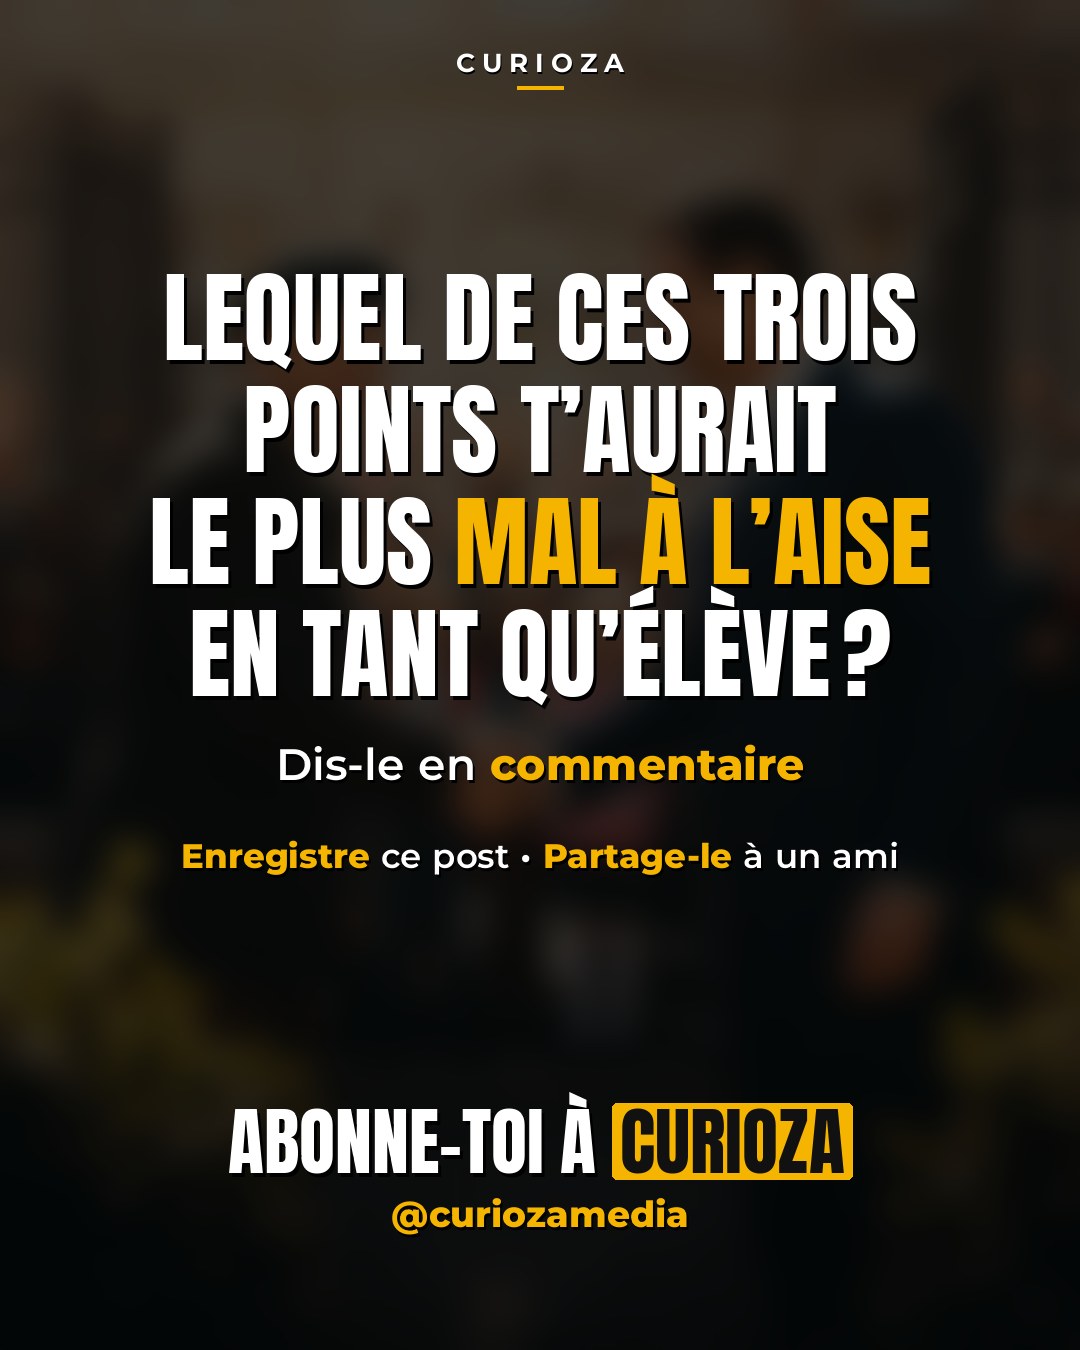 CURIOZA
LEQUEL DE CES TROIS
POINTS T’AURAIT
LE PLUS MAL À L’AISE
EN TANT QU’ÉLÈVE ?
Dis-le en commentaire
Enregistre ce post • Partage-le à un ami
ABONNE-TOI À CURIOZA
@curiozamedia